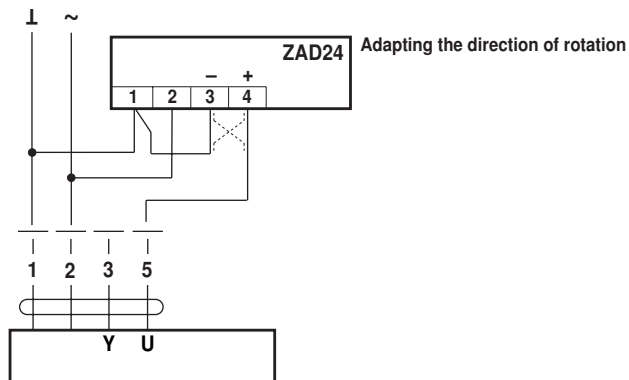 ⊥ ~
ZAD24
Adapting the direction of rotation
– +
1 2 3 4
1 2 3 5
Y U